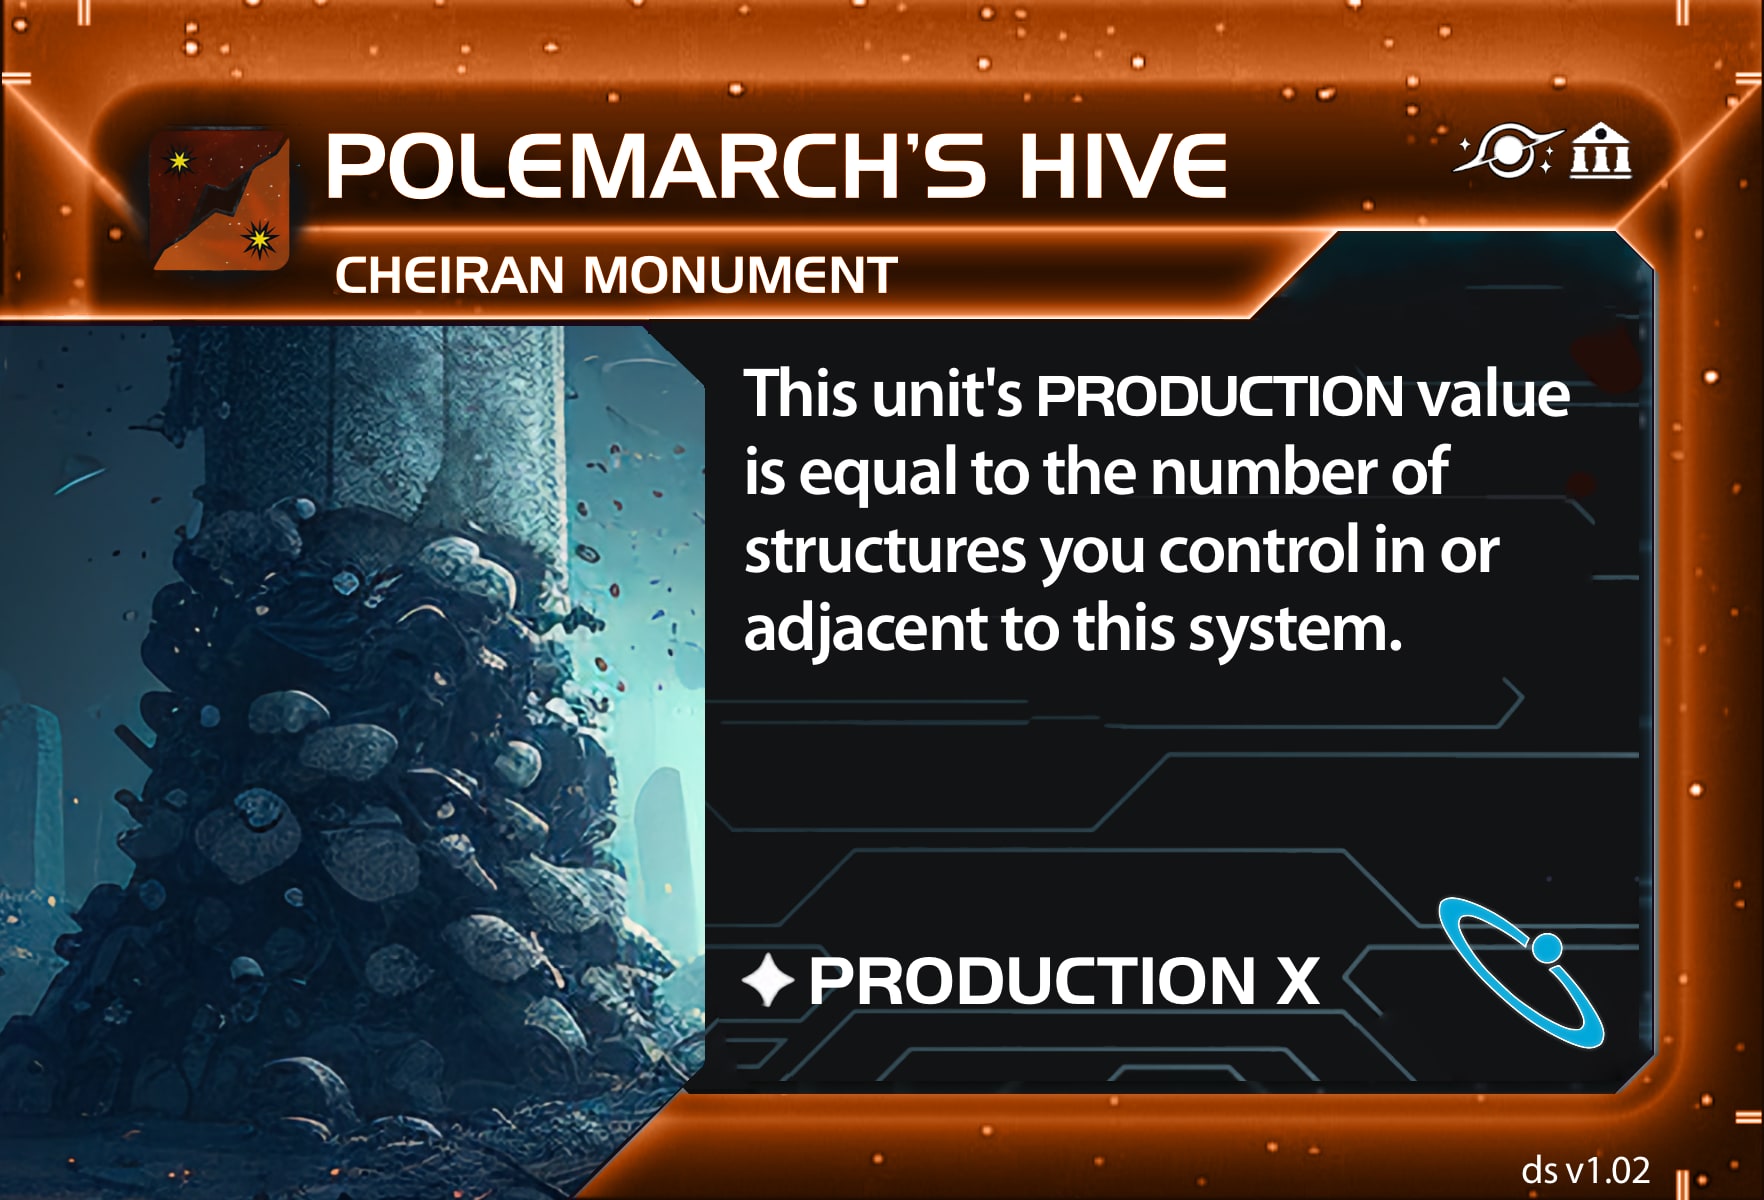 POLEMARCH'S HIVE
CHEIRAN MONUMENT
This unit's PRODUCTION value
is equal to the number of
structures you control in or
adjacent to this system.
PRODUCTION X
ds v1.02